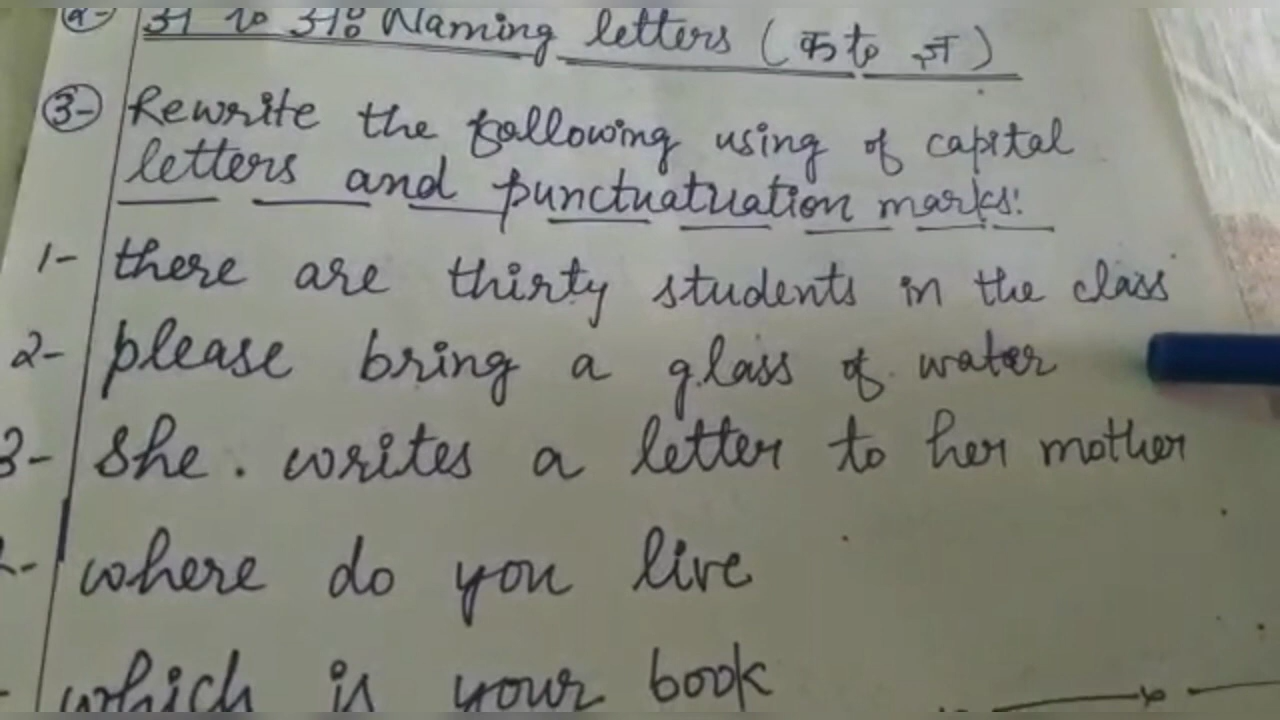 2- अ to अः Naming letters ( क to ज्ञ )
3- Rewrite the following using of capital
letters and punctuatuation marks:
1- there are thirty students in the class
2- please bring a glass of water
3- She. writes a letter to her mother
- where do you live
- which is your book